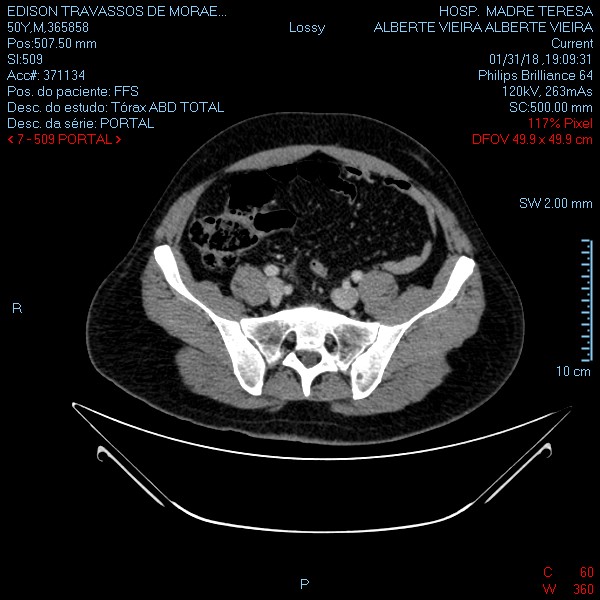 EDISON TRAVASSOS DE MORAE...
50Y,M,365858
Pos:507.50 mm
SI:509
Acc#: 371134
Pos. do paciente: FFS
Desc. do estudo: Tórax ABD TOTAL
Desc. da série: PORTAL
< 7 - 509 PORTAL >
Lossy
HOSP. MADRE TERESA
ALBERTE VIEIRA ALBERTE VIEIRA
Current
01/31/18 ,19:09:31
Philips Brilliance 64
120kV, 263mAs
SC:500.00 mm
117% Pixel
DFOV 49.9 x 49.9 cm
SW 2.00 mm
R
10 cm
P
C 60
W 360